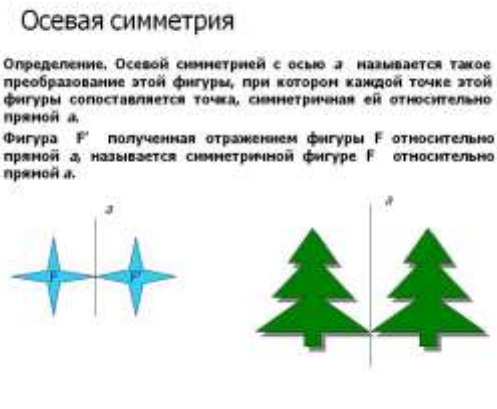 Осевая симметрия
Определение. Осевой симметрией с осью a называется такое
преобразование этой фигуры, при котором каждой точке этой
фигуры сопоставляется точка, симметричная ей относительно
прямой a.
Фигура F' полученная отражением фигуры F относительно
прямой a, называется симметричной фигуре F относительно
прямой a.
a
a
F
F'